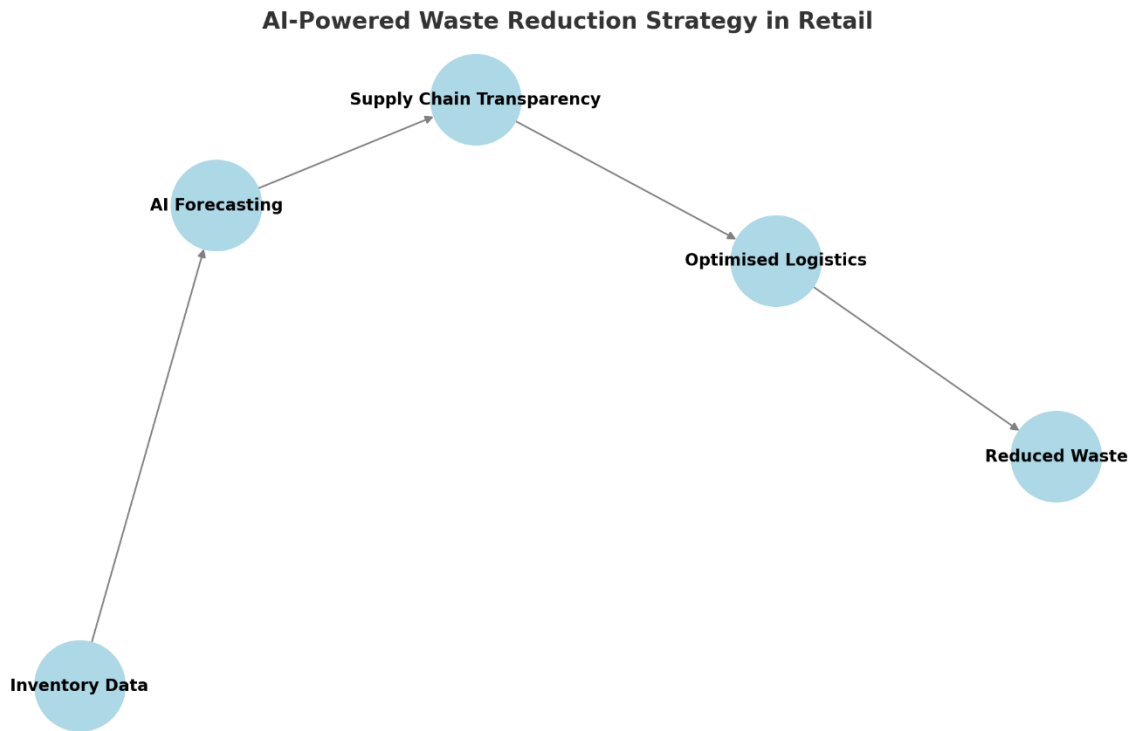 AI-Powered Waste Reduction Strategy in Retail
Supply Chain Transparency
AI Forecasting
Optimised Logistics
Reduced Waste
Inventory Data